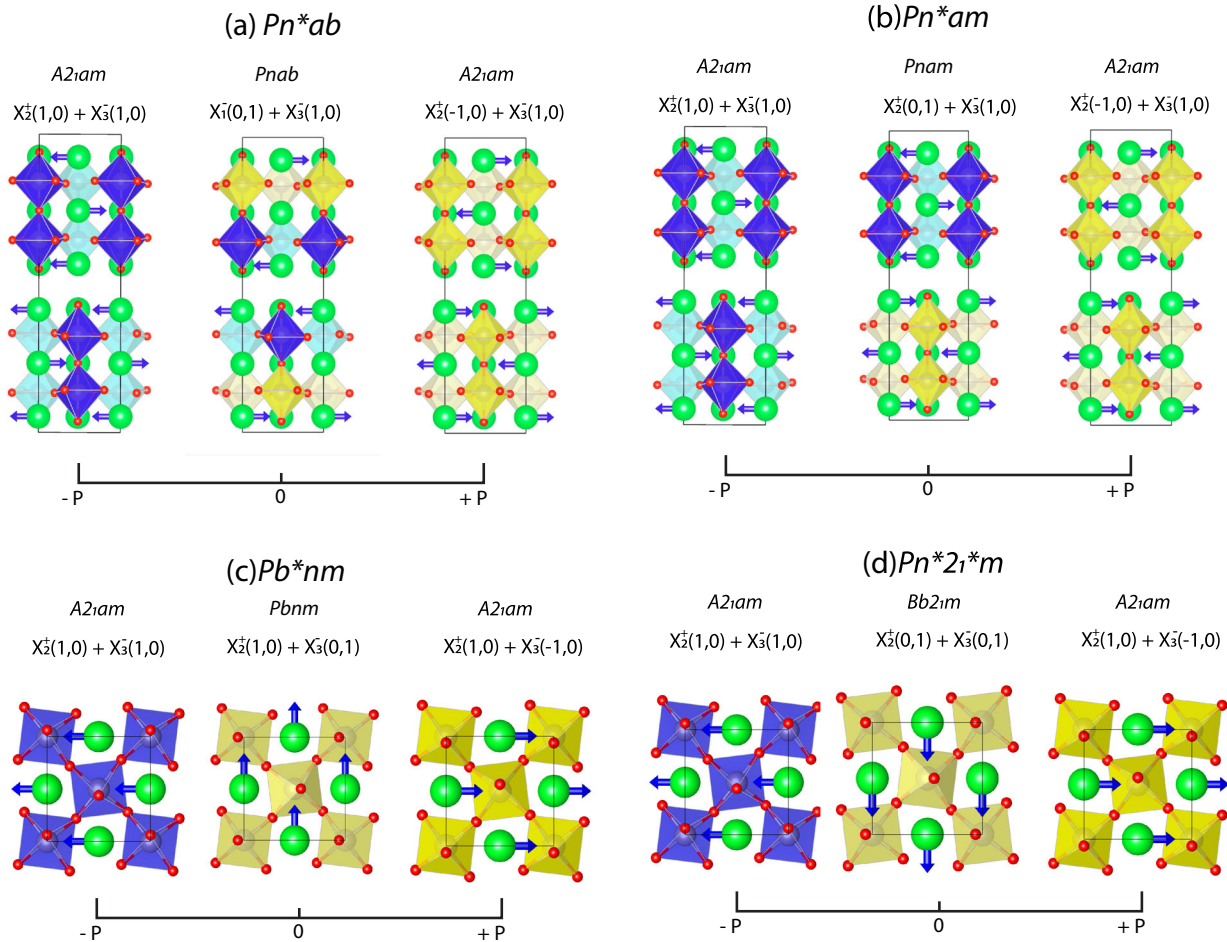 (a) Pn*ab
A2₁am Pnab A2₁am
X₂⁺(1,0) + X₃⁻(1,0) X₁⁻(0,1) + X₃⁻(1,0) X₂⁺(-1,0) + X₃⁻(1,0)
- P 0 + P
(b) Pn*am
A2₁am Pnam A2₁am
X₂⁺(1,0) + X₃⁻(1,0) X₂⁺(0,1) + X₃⁻(1,0) X₂⁺(-1,0) + X₃⁻(1,0)
- P 0 + P
(c) Pb*nm
A2₁am Pbnm A2₁am
X₂⁺(1,0) + X₃⁻(1,0) X₂⁺(1,0) + X₃⁻(0,1) X₂⁺(1,0) + X₃⁻(-1,0)
- P 0 + P
(d) Pn*2₁*m
A2₁am Bb2₁m A2₁am
X₂⁺(1,0) + X₃⁻(1,0) X₂⁺(0,1) + X₃⁻(0,1) X₂⁺(1,0) + X₃⁻(-1,0)
- P 0 + P